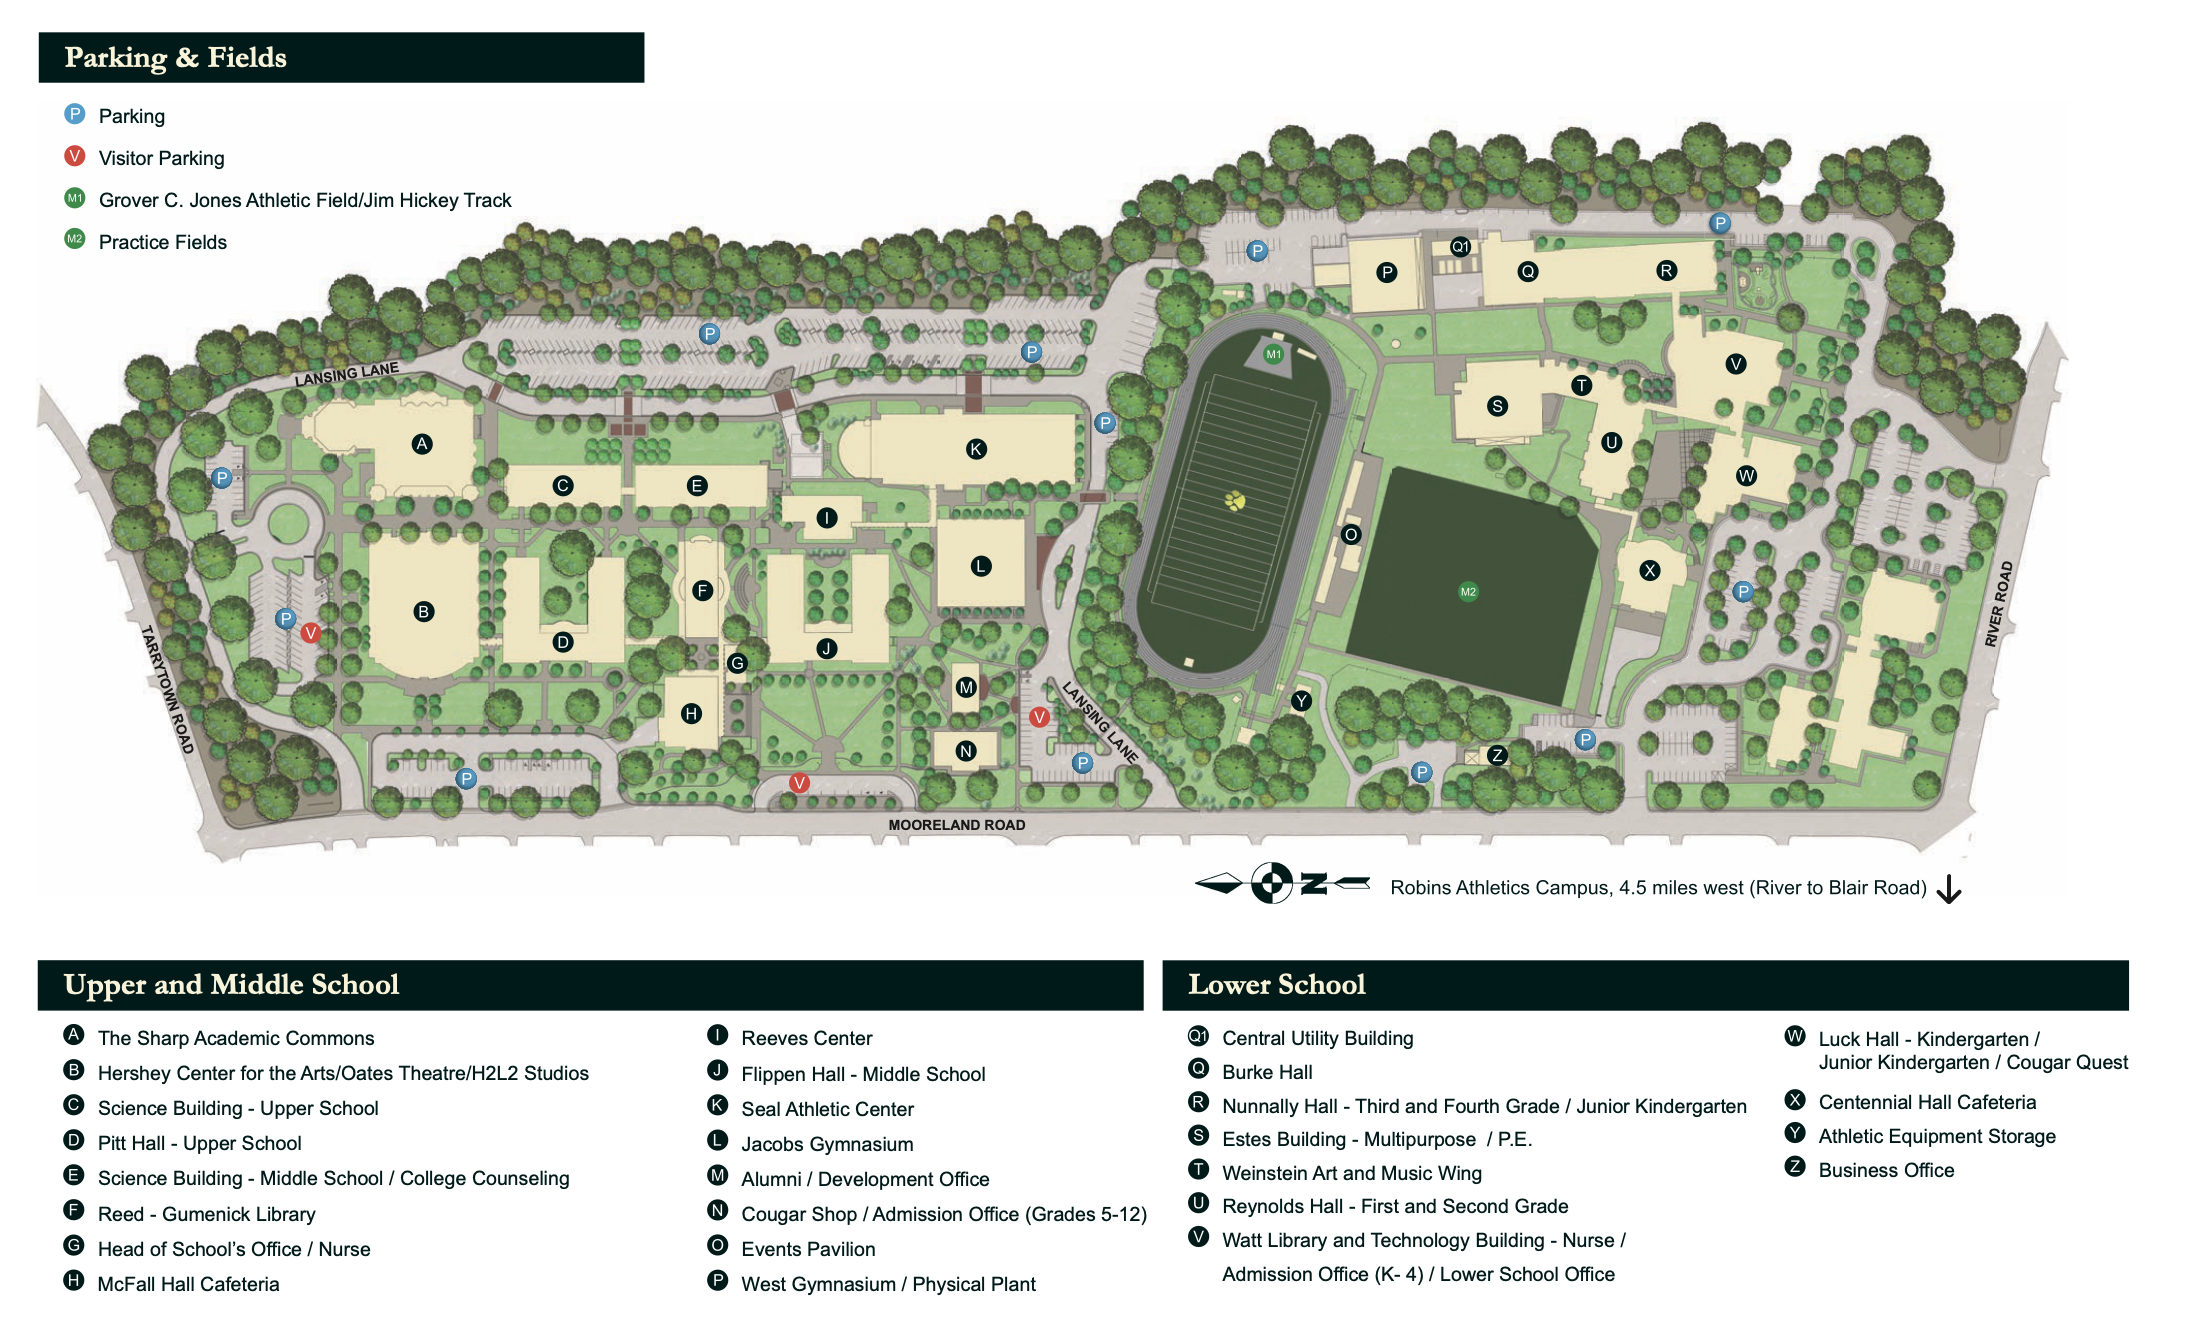 Parking & Fields
P Parking
V Visitor Parking
M1 Grover C. Jones Athletic Field/Jim Hickey Track
M2 Practice Fields
P
Q1
P
P
Q
R
P
M1
P
V
LANSING LANE
T
S
P
A
K
U
W
P
C
E
I
O
L
X
F
M2
P
B
P
V
D
J
G
M
Y
H
V
N
P
Z
P
P
P
V
TARRYTOWN ROAD
LANSING LANE
RIVER ROAD
MOORELAND ROAD
N
Robins Athletics Campus, 4.5 miles west (River to Blair Road)
Upper and Middle School
A The Sharp Academic Commons
B Hershey Center for the Arts/Oates Theatre/H2L2 Studios
C Science Building - Upper School
D Pitt Hall - Upper School
E Science Building - Middle School / College Counseling
F Reed - Gumenick Library
G Head of School's Office / Nurse
H McFall Hall Cafeteria
I Reeves Center
J Flippen Hall - Middle School
K Seal Athletic Center
L Jacobs Gymnasium
M Alumni / Development Office
N Cougar Shop / Admission Office (Grades 5-12)
O Events Pavilion
P West Gymnasium / Physical Plant
Lower School
Q1 Central Utility Building
Q Burke Hall
R Nunnally Hall - Third and Fourth Grade / Junior Kindergarten
S Estes Building - Multipurpose / P.E.
T Weinstein Art and Music Wing
U Reynolds Hall - First and Second Grade
V Watt Library and Technology Building - Nurse /
Admission Office (K- 4) / Lower School Office
W Luck Hall - Kindergarten /
Junior Kindergarten / Cougar Quest
X Centennial Hall Cafeteria
Y Athletic Equipment Storage
Z Business Office